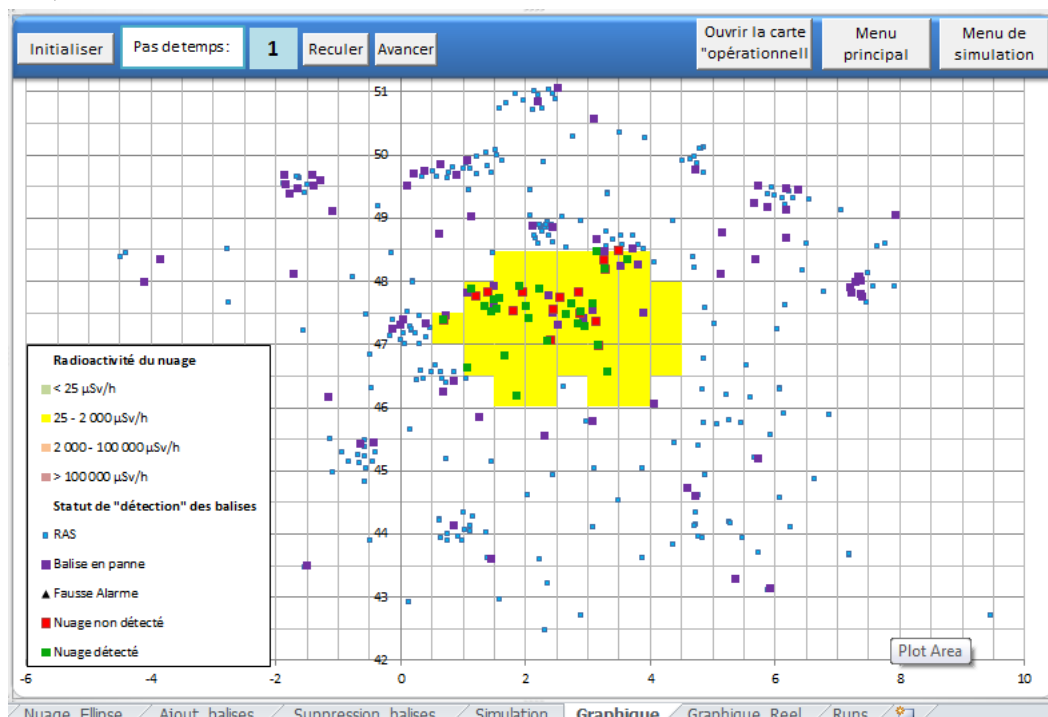 Initialiser
Pas de temps:
1
Reculer
Avancer
Ouvrir la carte
"opérationnell
Menu
principal
Menu de
simulation
51
50
49
48
47
46
45
44
43
42
-6
-4
-2
0
2
4
6
8
10
Radioactivité du nuage
< 25 µSv/h
25 - 2 000 µSv/h
2 000 - 100 000 µSv/h
> 100 000 µSv/h
Statut de "détection" des balises
RAS
Balise en panne
Fausse Alarme
Nuage non détecté
Nuage détecté
Plot Area
Nuage_Ellipse
Ajout_balises
Suppression_balises
Simulation
Graphique
Graphique_Reel
Runs